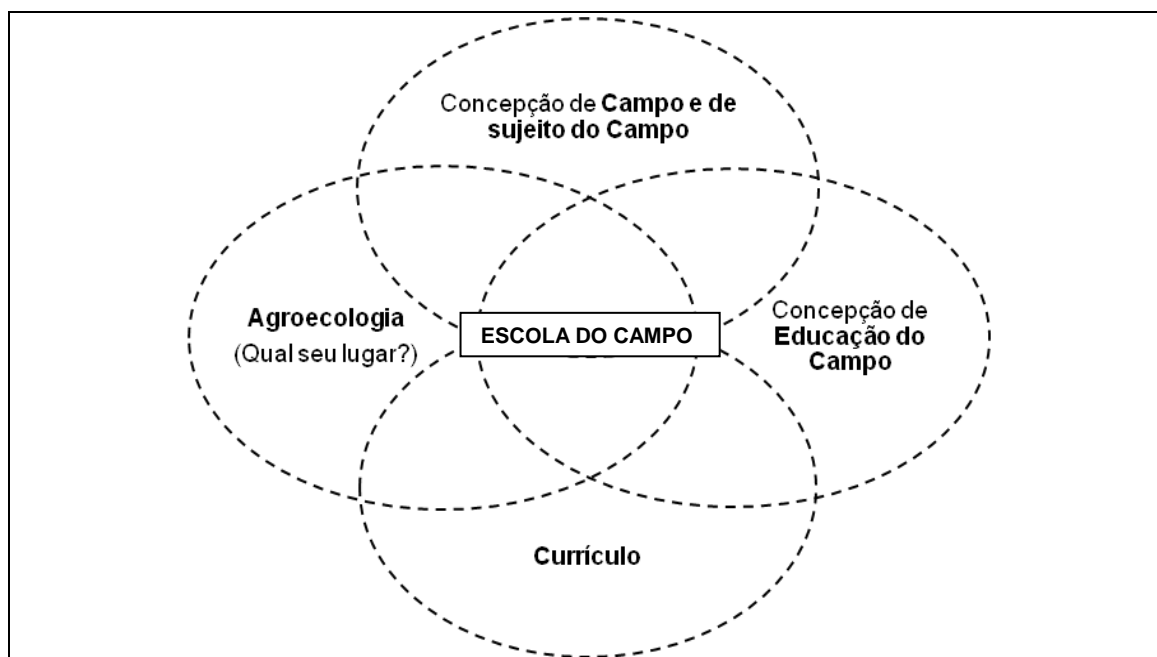 Concepção de Campo e de
sujeito do Campo
Agroecologia
(Qual seu lugar?)
ESCOLA DO CAMPO
Concepção de
Educação do
Campo
Currículo